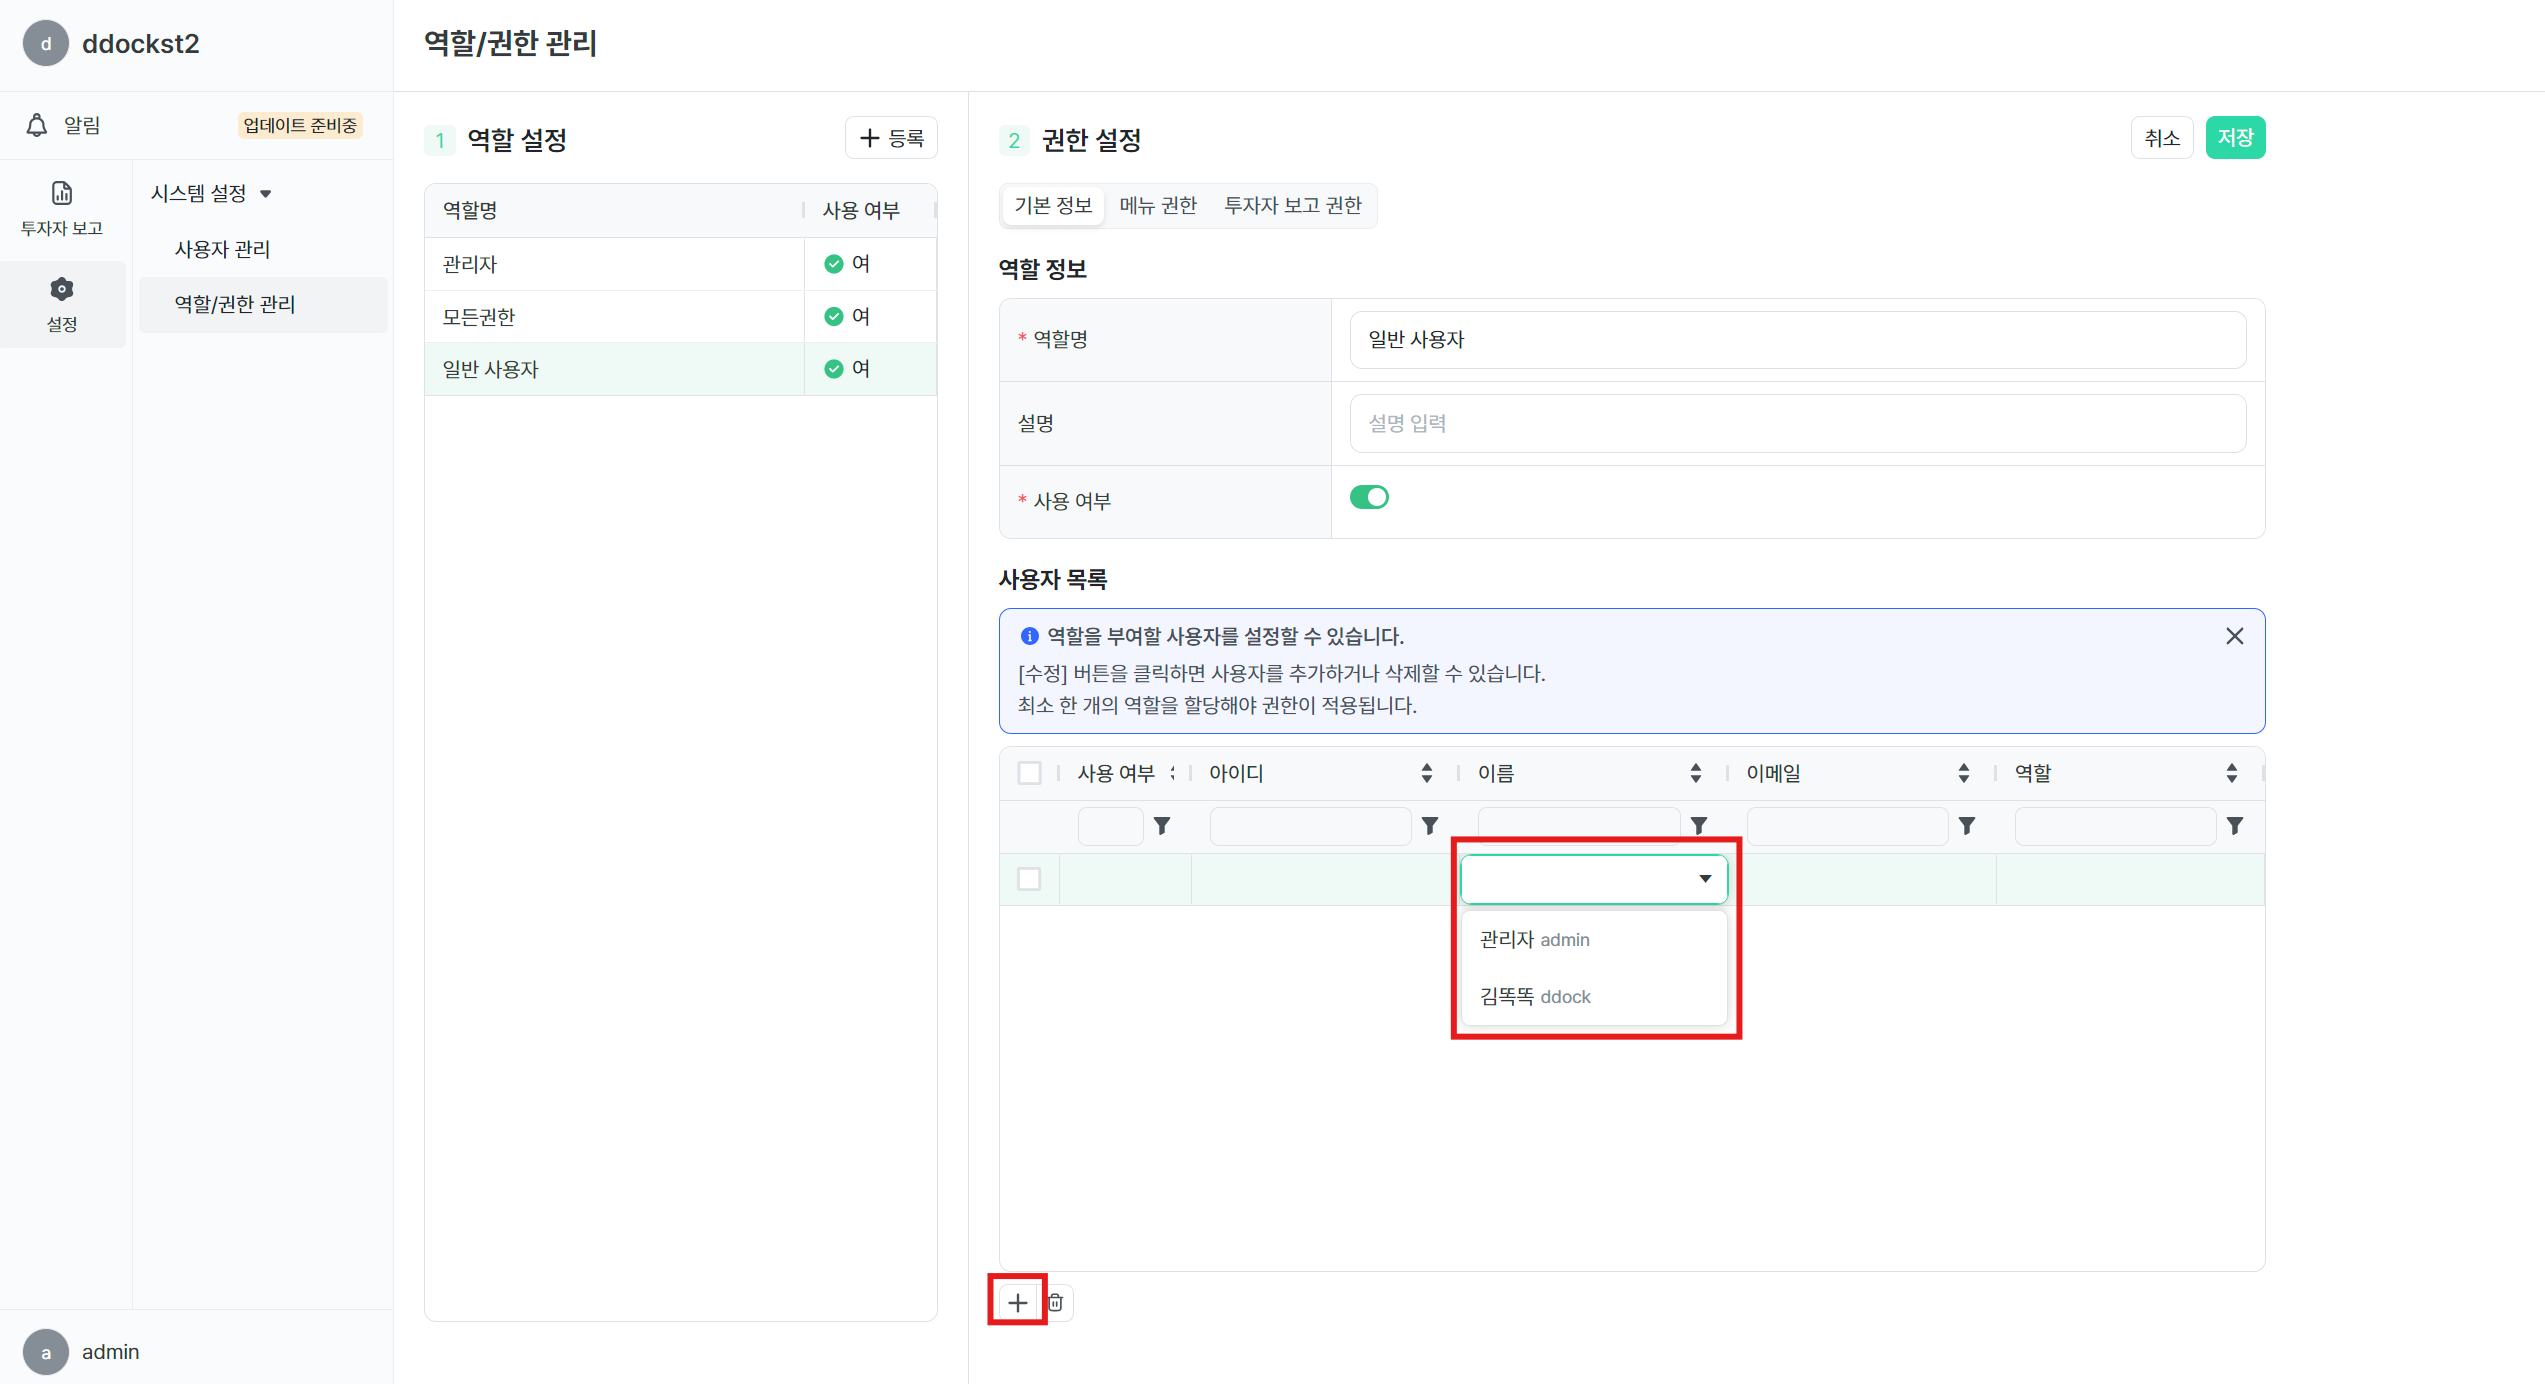 d ddockst2
알림 업데이트 준비중
투자자 보고
설정
시스템 설정
사용자 관리
역할/권한 관리
a admin
역할/권한 관리
1 역할 설정
등록
역할명 사용 여부
관리자 여
모든권한 여
일반 사용자 여
2 권한 설정
취소 저장
기본 정보 메뉴 권한 투자자 보고 권한
역할 정보
* 역할명 일반 사용자
설명 설명 입력
* 사용 여부
사용자 목록
역할을 부여할 사용자를 설정할 수 있습니다.
[수정] 버튼을 클릭하면 사용자를 추가하거나 삭제할 수 있습니다.
최소 한 개의 역할을 할당해야 권한이 적용됩니다.
사용 여부 아이디 이름 이메일 역할
관리자 admin
김똑똑 ddock